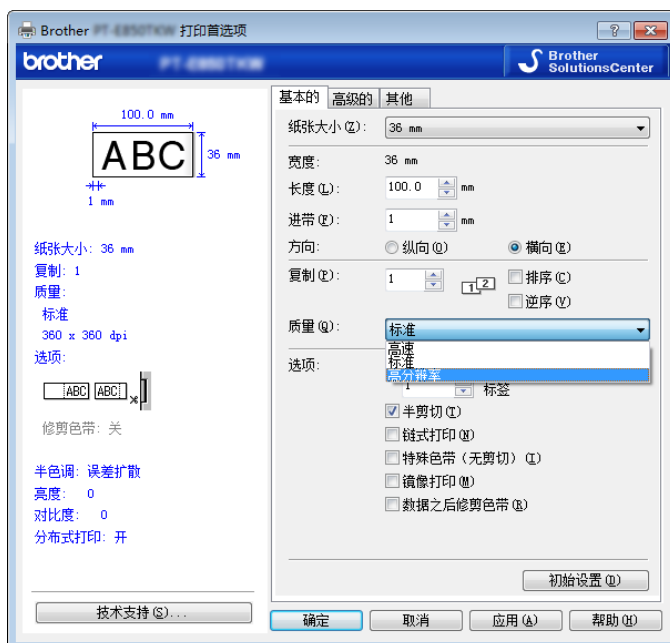 Brother 打印首选项
brother
Brother
SolutionsCenter
100.0 mm
ABC
36 mm
1 mm
纸张大小: 36 mm
复制: 1
质量:
标准
360 x 360 dpi
选项:
ABC ABC
修剪色带: 关
半色调: 误差扩散
亮度: 0
对比度: 0
分布式打印: 开
技术支持(S)...
基本的 高级的 其他
纸张大小(Z): 36 mm
宽度: 36 mm
长度(L): 100.0 mm
进带(F): 1 mm
方向: 纵向(O) 横向(E)
复制(P): 1 1 2 排序(C)
逆序(V)
质量(Q): 标准
高速
标准
高分辨率
选项:
1 标签
半剪切(T)
链式打印(N)
特殊色带（无剪切）(I)
镜像打印(M)
数据之后修剪色带(R)
初始设置(D)
确定 取消 应用(A) 帮助(H)